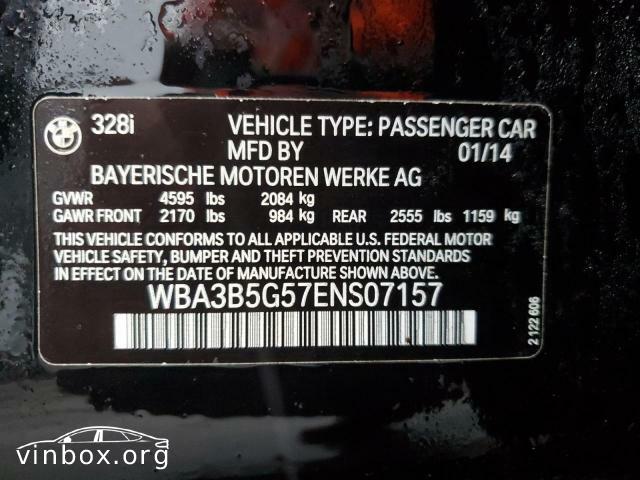 328i VEHICLE TYPE: PASSENGER CAR
MFD BY 01/14
BAYERISCHE MOTOREN WERKE AG
GVWR 4595 lbs 2084 kg
GAWR FRONT 2170 lbs 984 kg REAR 2555 lbs 1159 kg
THIS VEHICLE CONFORMS TO ALL APPLICABLE U.S. FEDERAL MOTOR
VEHICLE SAFETY, BUMPER AND THEFT PREVENTION STANDARDS
IN EFFECT ON THE DATE OF MANUFACTURE SHOWN ABOVE.
WBA3B5G57ENS07157
2 122 606
vinbox.org